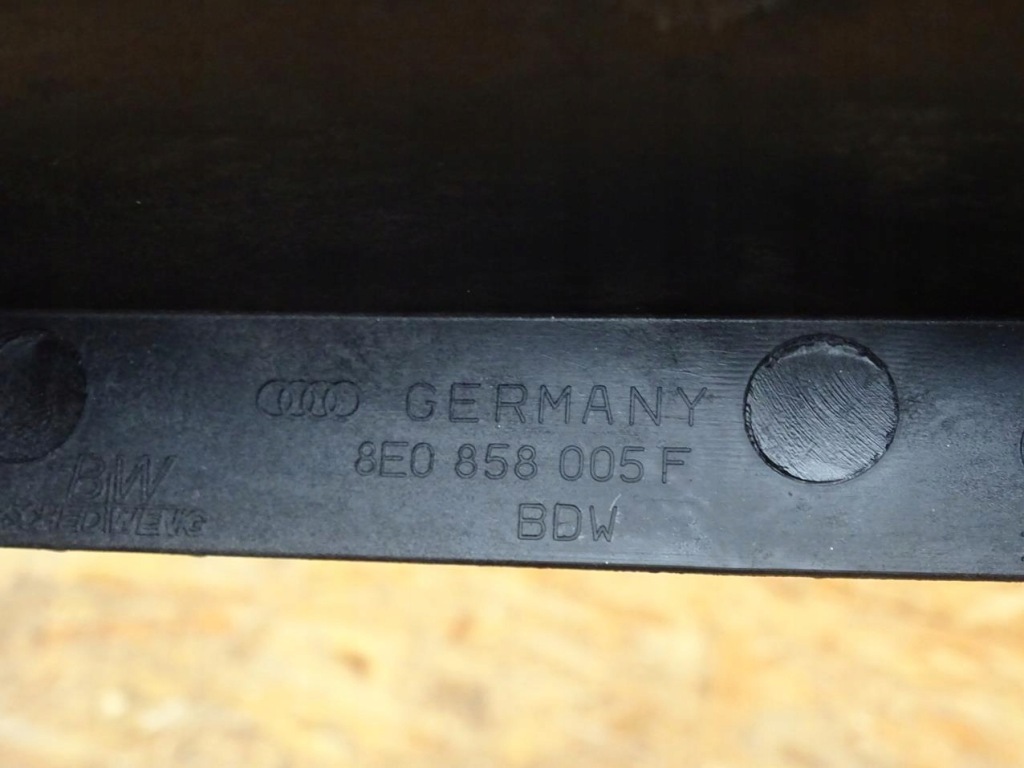 GERMANY
8E0 858 005 F
BDW
BW